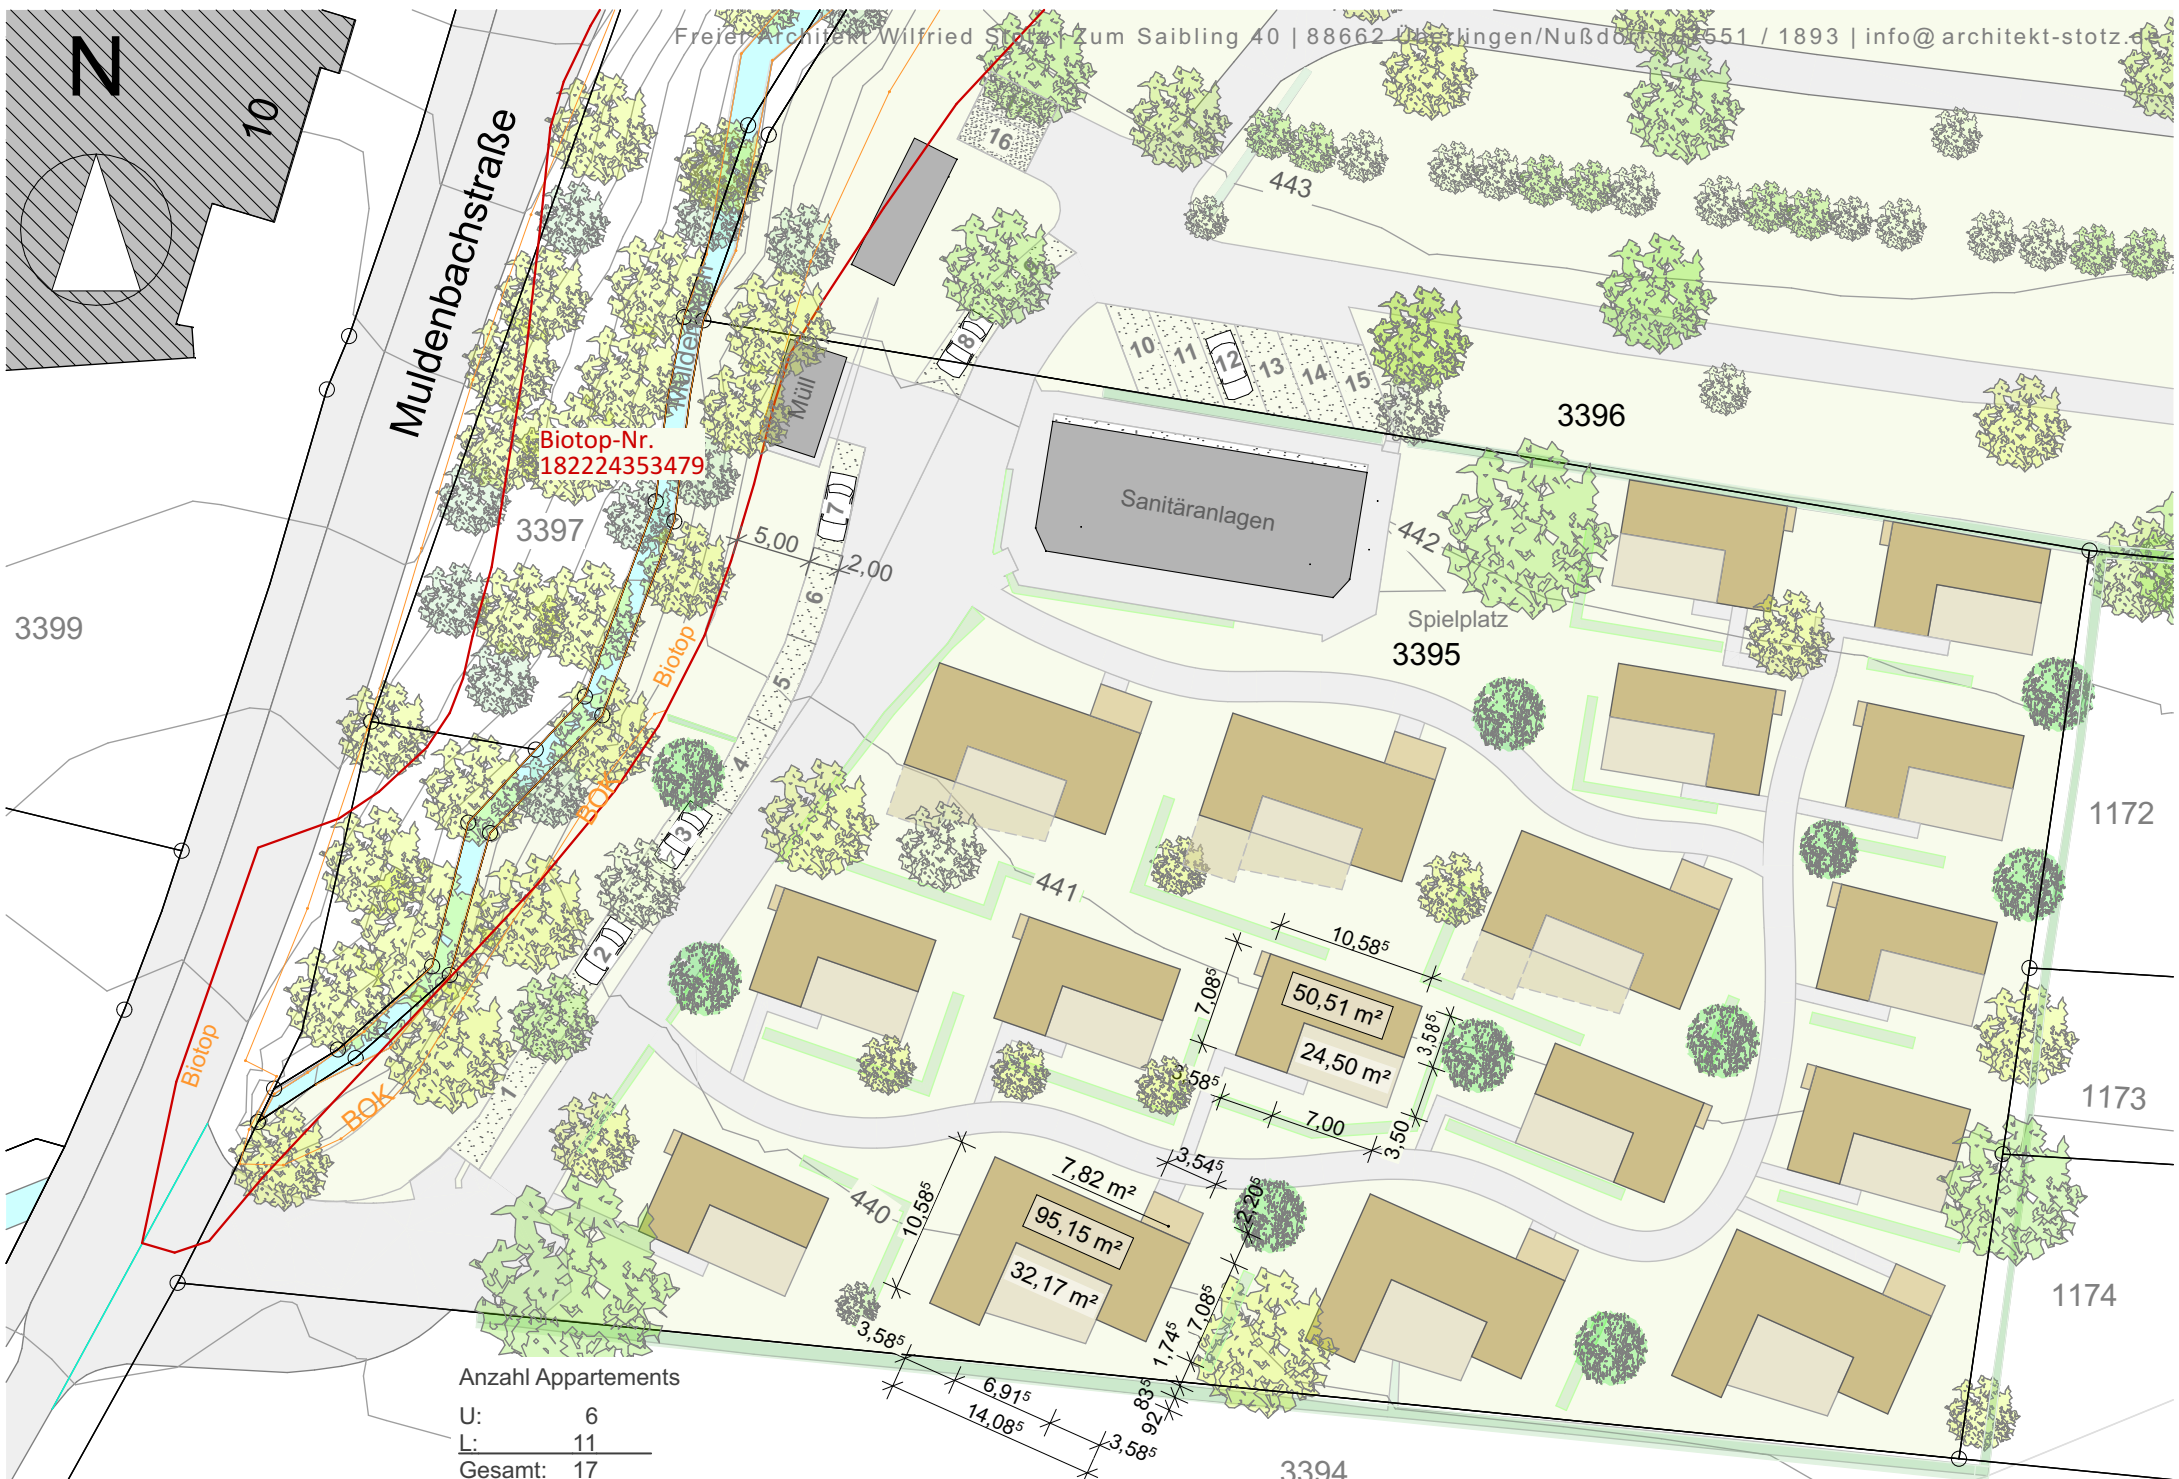 Freier Architekt Wilfried Stotz | Zum Saibling 40 | 88662 Überlingen/Nußdorf 07551 / 1893 | info@architekt-stotz.de
N
10
Muldenbachstraße
16
443
8
10
11
12
13
14
15
3396
Müll
Biotop-Nr.
182224353479
3397
7
5,00
2,00
6
Sanitäranlagen
442
Spielplatz
3395
3399
Biotop
5
4
BOK
3
441
1172
2
10,58⁵
7,08⁵
50,51 m²
24,50 m²
3,58⁵
3,58⁵
7,00
3,50
1173
Biotop
BOK
1
3,54⁵
7,82 m²
2,20⁵
440
10,58⁵
95,15 m²
32,17 m²
7,08⁵
1174
3,58⁵
1,74⁵
6,91⁵
83⁵
92
14,08⁵
3,58⁵
Anzahl Appartements
U: 6
L: 11
Gesamt: 17
3394